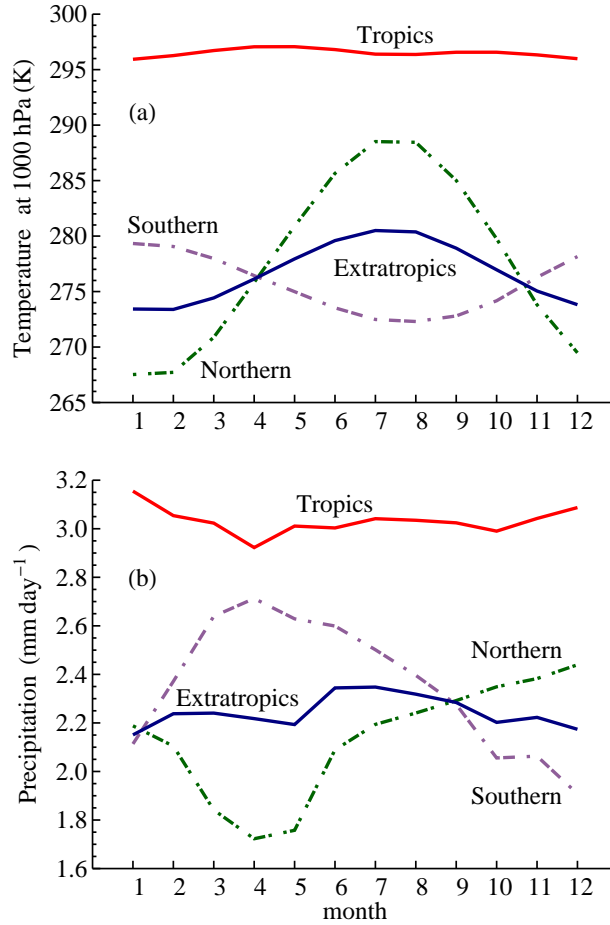 300
Tropics
295
(a)
290
285
Southern
280
Extratropics
275
270
Northern
265
Temperature at 1000 hPa (K)
1 2 3 4 5 6 7 8 9 10 11 12
3.2
Tropics
3.0
2.8
(b)
2.6
Northern
2.4
Extratropics
2.2
2.0
Southern
1.8
1.6
Precipitation (mm day−1)
1 2 3 4 5 6 7 8 9 10 11 12
month